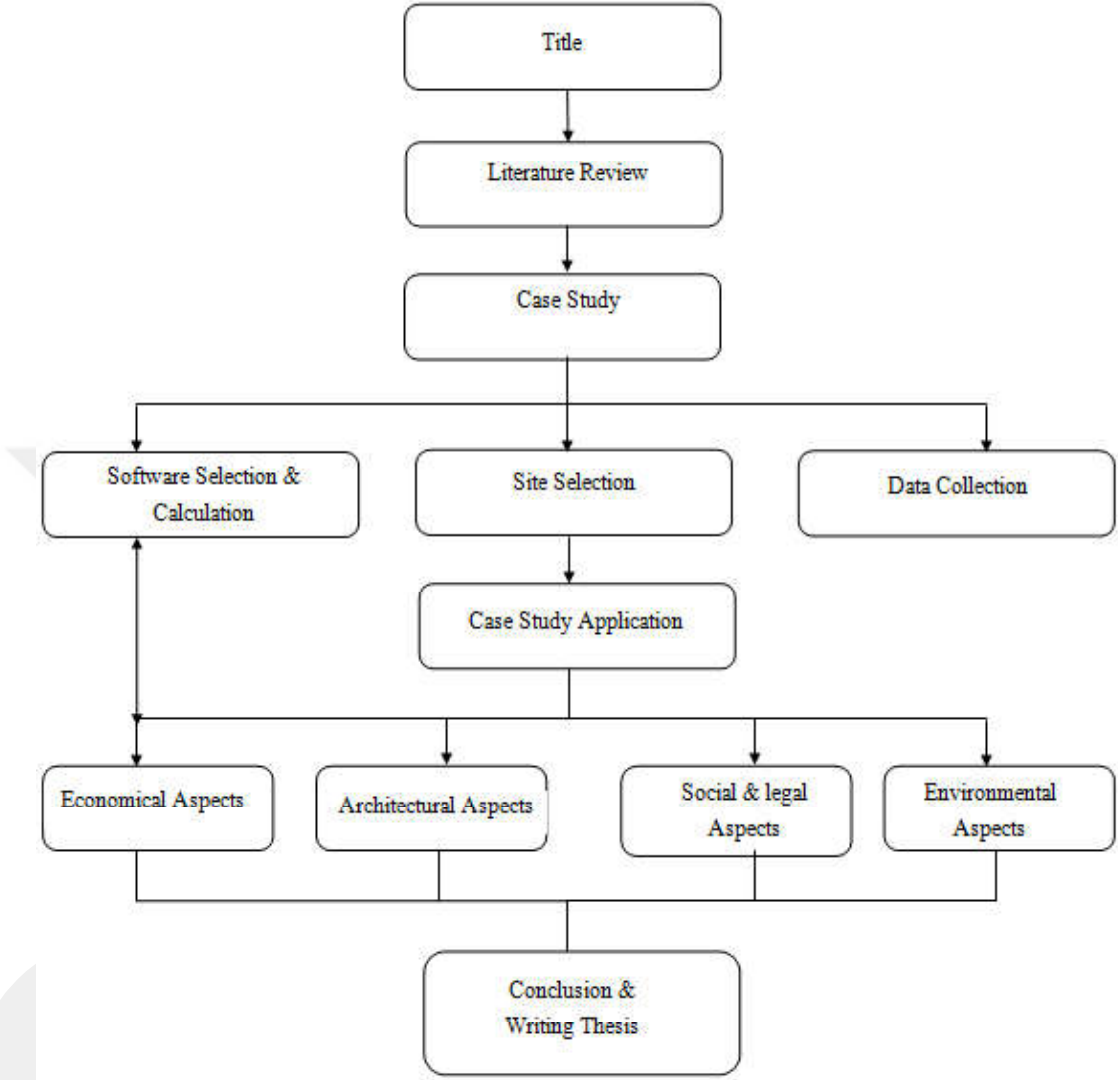 Title
Literature Review
Case Study
Software Selection &
Calculation
Site Selection
Data Collection
Case Study Application
Economical Aspects
Architectural Aspects
Social & legal
Aspects
Environmental
Aspects
Conclusion &
Writing Thesis